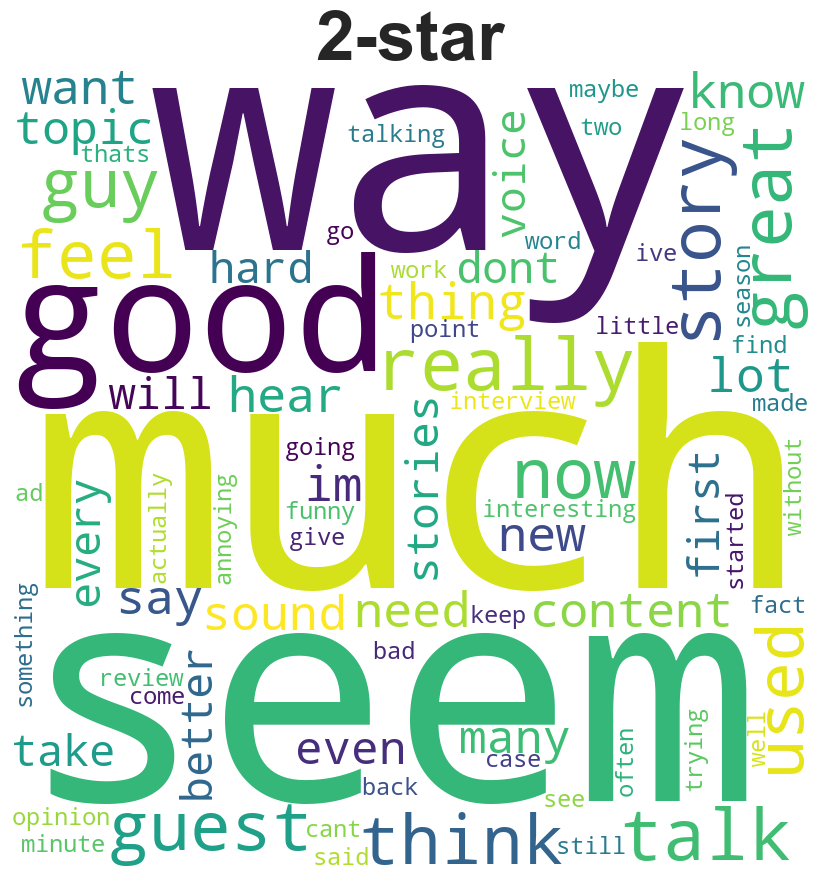 2-star
want
way
maybe
know
topic
thats
talking
voice
two
long
guy
story
great
feel
go
word
ive
hard
work
dont
season
good
thing
point
little
find
really
lot
will
hear
interview
made
much
going
im
stories
now
first
without
ad
every
actually
annoying
funny
interesting
give
new
started
say
sound
need
keep
content
fact
something
seem
bad
used
review
come
better
take
even
many
case
often
trying
well
back
see
opinion
minute
guest
cant
said
think
still
talk